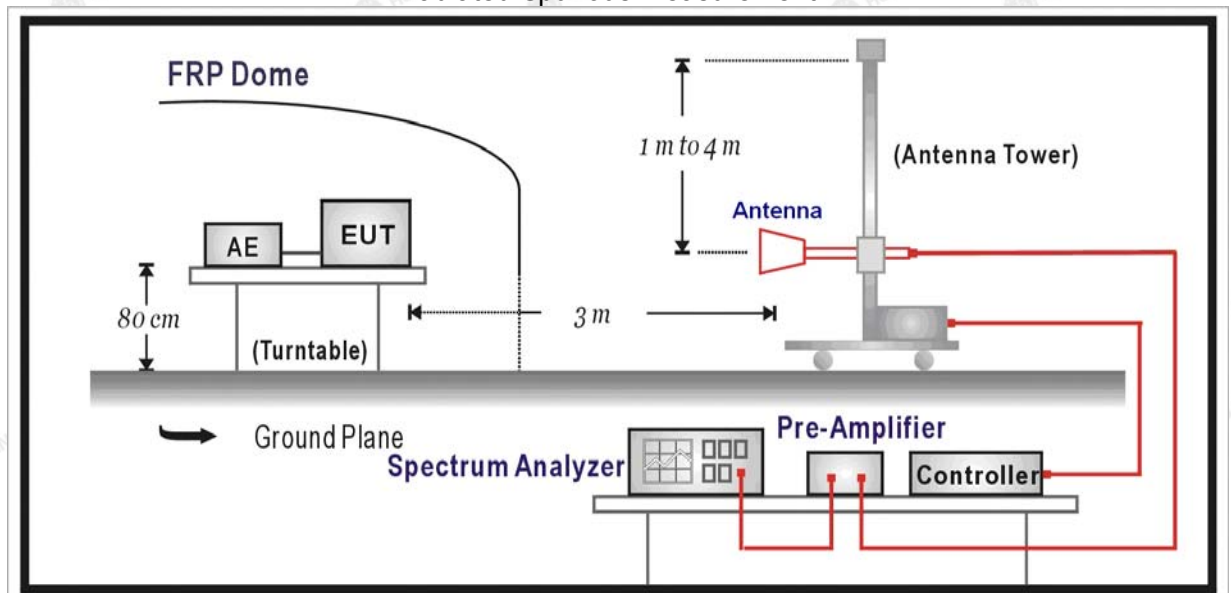 FRP Dome
1 m to 4 m
(Antenna Tower)
Antenna
AE
EUT
80 cm
3 m
(Turntable)
Ground Plane
Pre-Amplifier
Spectrum Analyzer
Controller